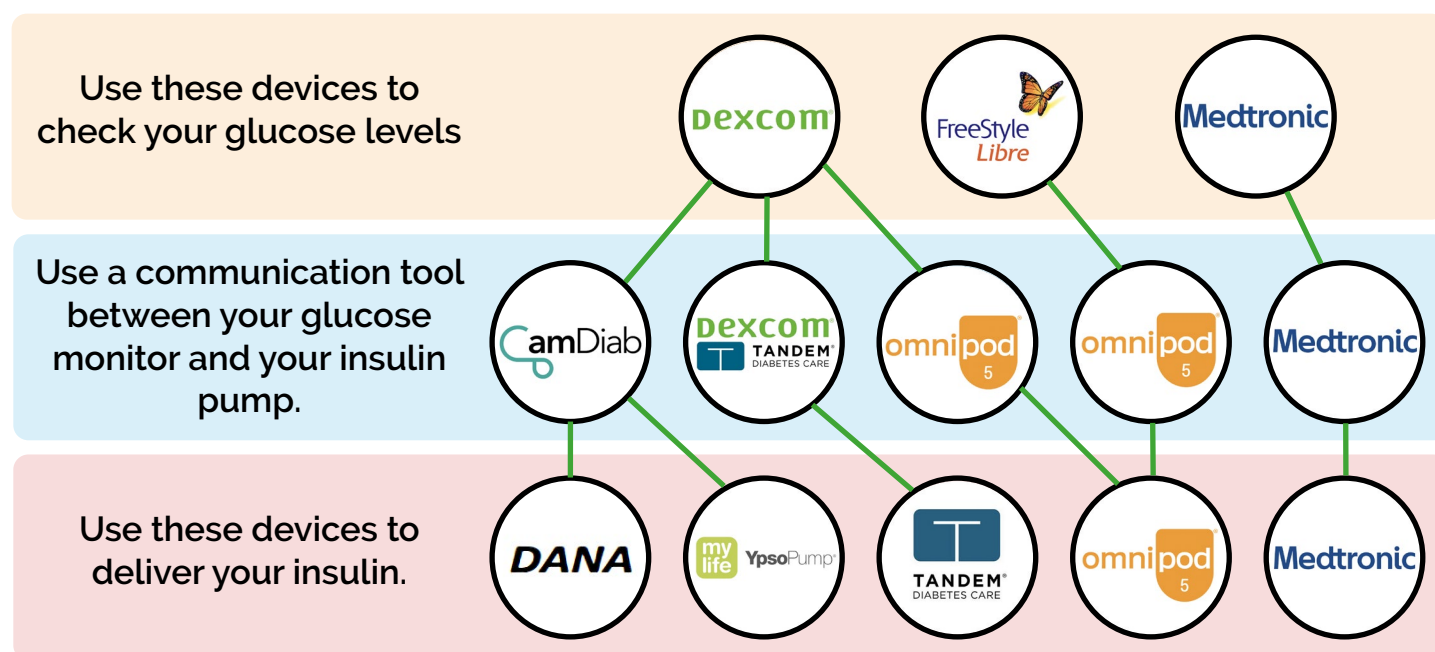 Use these devices to
check your glucose levels
Dexcom
FreeStyle
Libre
Medtronic
Use a communication tool
between your glucose
monitor and your insulin
pump.
CamDiab
Dexcom
TANDEM
DIABETES CARE
omnipod
5
omnipod
5
Medtronic
Use these devices to
deliver your insulin.
DANA
my
life
YpsoPump
TANDEM
DIABETES CARE
omnipod
5
Medtronic